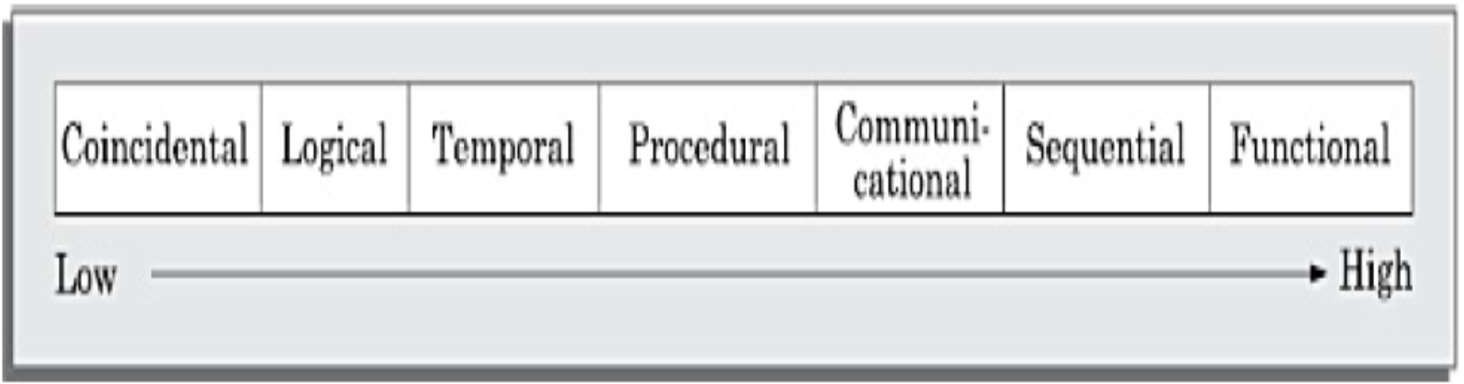 Coincidental Logical Temporal Procedural Communi-
cational Sequential Functional
Low High